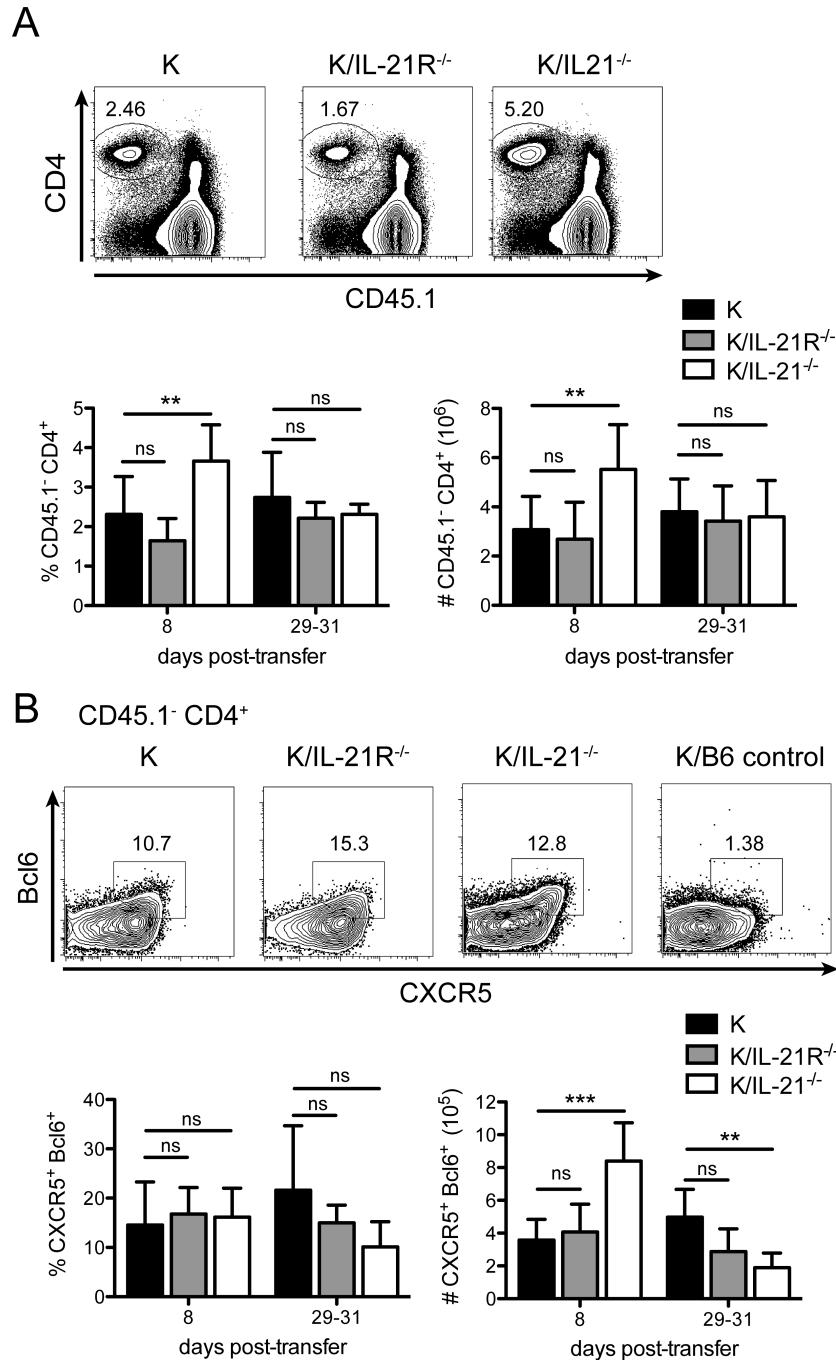 A
K K/IL-21R-/- K/IL21-/-
2.46 1.67 5.20
CD4
CD45.1
K
K/IL-21R-/-
K/IL-21-/-
% CD45.1- CD4+
5
4
3
2
1
0
** ns
ns ns
8 29-31
days post-transfer
# CD45.1- CD4+ (10^6)
8
6
4
2
0
** ns
ns ns
8 29-31
days post-transfer
B CD45.1- CD4+
K K/IL-21R-/- K/IL-21-/- K/B6 control
10.7 15.3 12.8 1.38
Bcl6
CXCR5
K
K/IL-21R-/-
K/IL-21-/-
% CXCR5+ Bcl6+
40
30
20
10
0
ns ns
ns ns
8 29-31
days post-transfer
# CXCR5+ Bcl6+ (10^5)
12
10
8
6
4
2
0
*** **
ns ns
8 29-31
days post-transfer